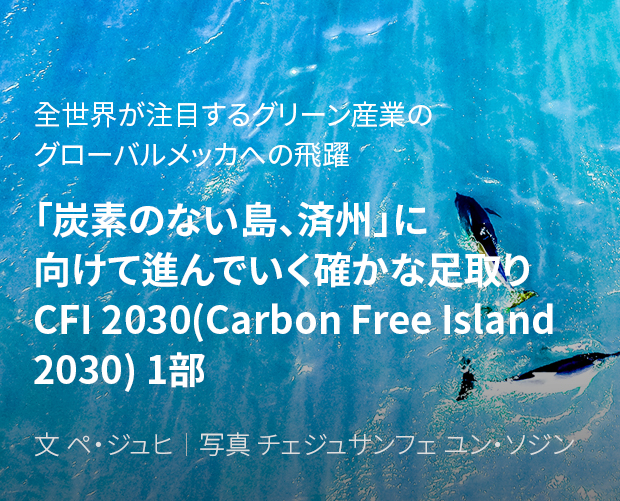 全世界が注目するグリーン産業の
グローバルメッカへの飛躍
「炭素のない島、済州」に
向けて進んでいく確かな足取り
CFI 2030(Carbon Free Island
2030) 1部
文 ペ・ジュヒ│写真 チェジュサンフェ ユン・ソジン